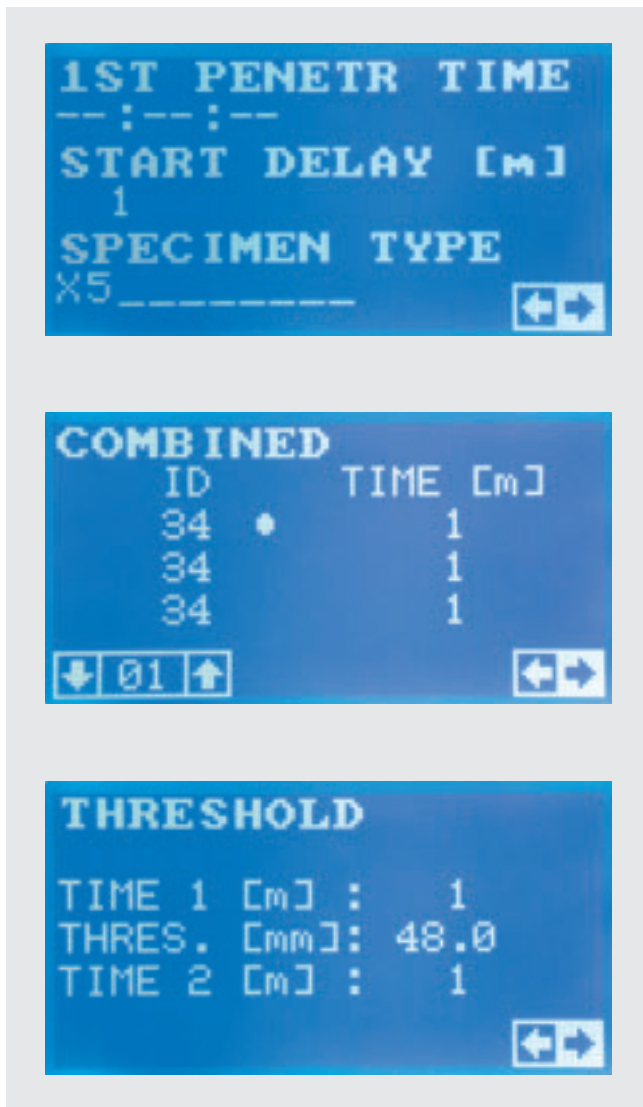 1ST PENETR TIME
--:--:--
START DELAY [m]
1
SPECIMEN TYPE
X5________
COMBINED
ID TIME [m]
34 1
34 1
34 1
01
THRESHOLD
TIME 1 [m] : 1
THRES. [mm]: 48.0
TIME 2 [m] : 1